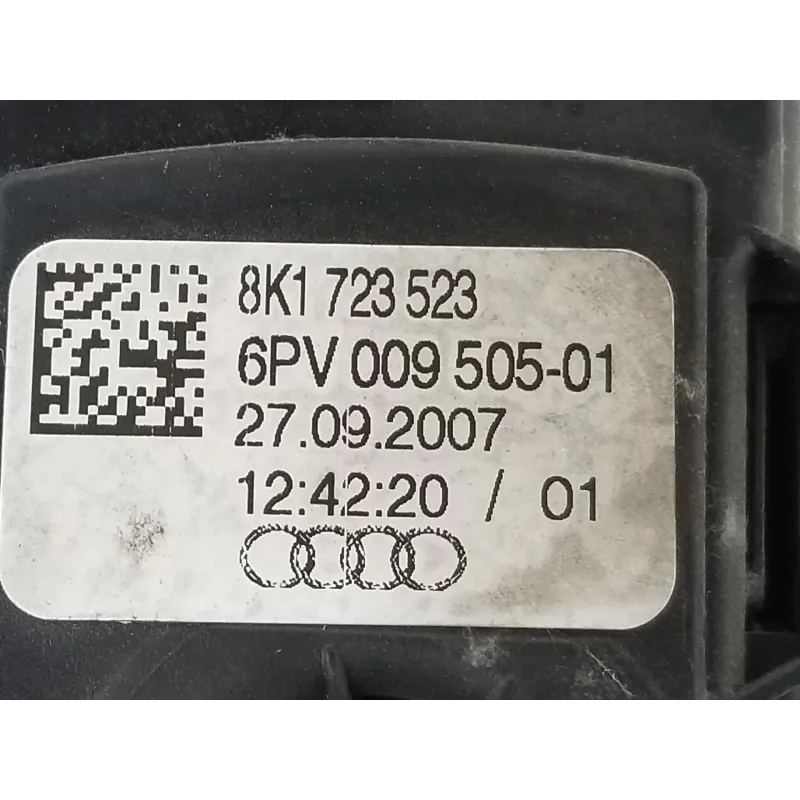 8K1 723 523
6PV 009 505-01
27.09.2007
12:42:20 / 01